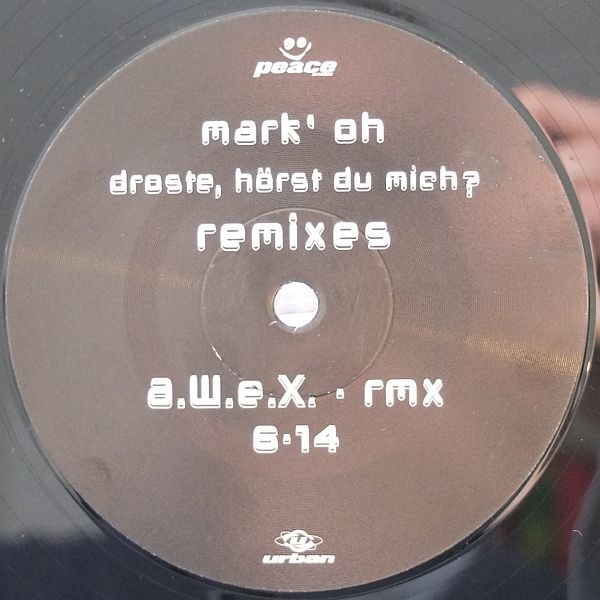 peace
mark' oh
droste, hörst du mich?
remixes
a.W.e.X. · rmx
6·14
urban